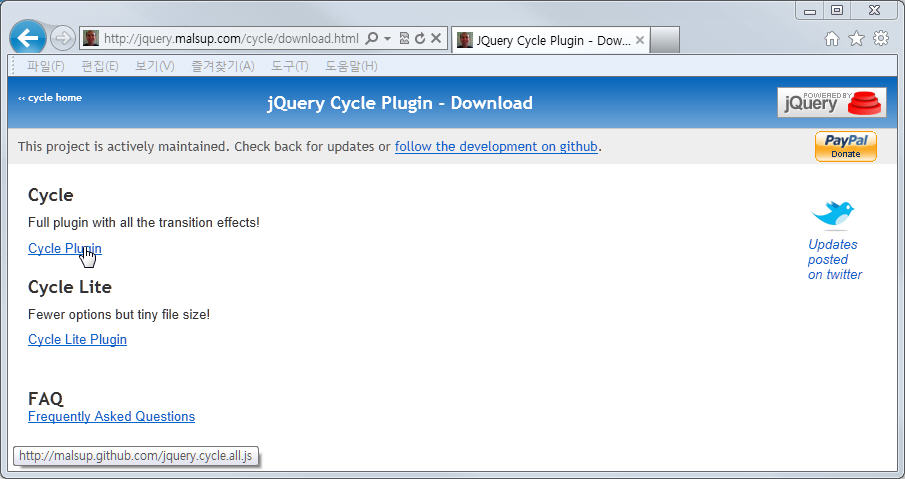 http://jquery.malsup.com/cycle/download.html
JQuery Cycle Plugin - Dow...
파일(F) 편집(E) 보기(V) 즐겨찾기(A) 도구(T) 도움말(H)
‹‹ cycle home
jQuery Cycle Plugin - Download
POWERED BY
jQuery
This project is actively maintained. Check back for updates or follow the development on github.
PayPal
Donate
Cycle
Full plugin with all the transition effects!
Cycle Plugin
Updates
posted
on twitter
Cycle Lite
Fewer options but tiny file size!
Cycle Lite Plugin
FAQ
Frequently Asked Questions
http://malsup.github.com/jquery.cycle.all.js